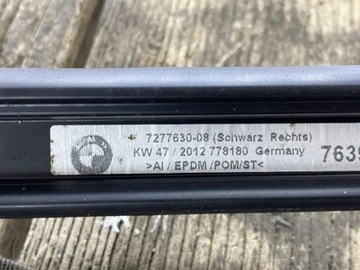 7277630-08 (Schwarz Rechts)
KW 47 / 2012 778180 Germany
>Al / EPDM /POM/ST<
7639